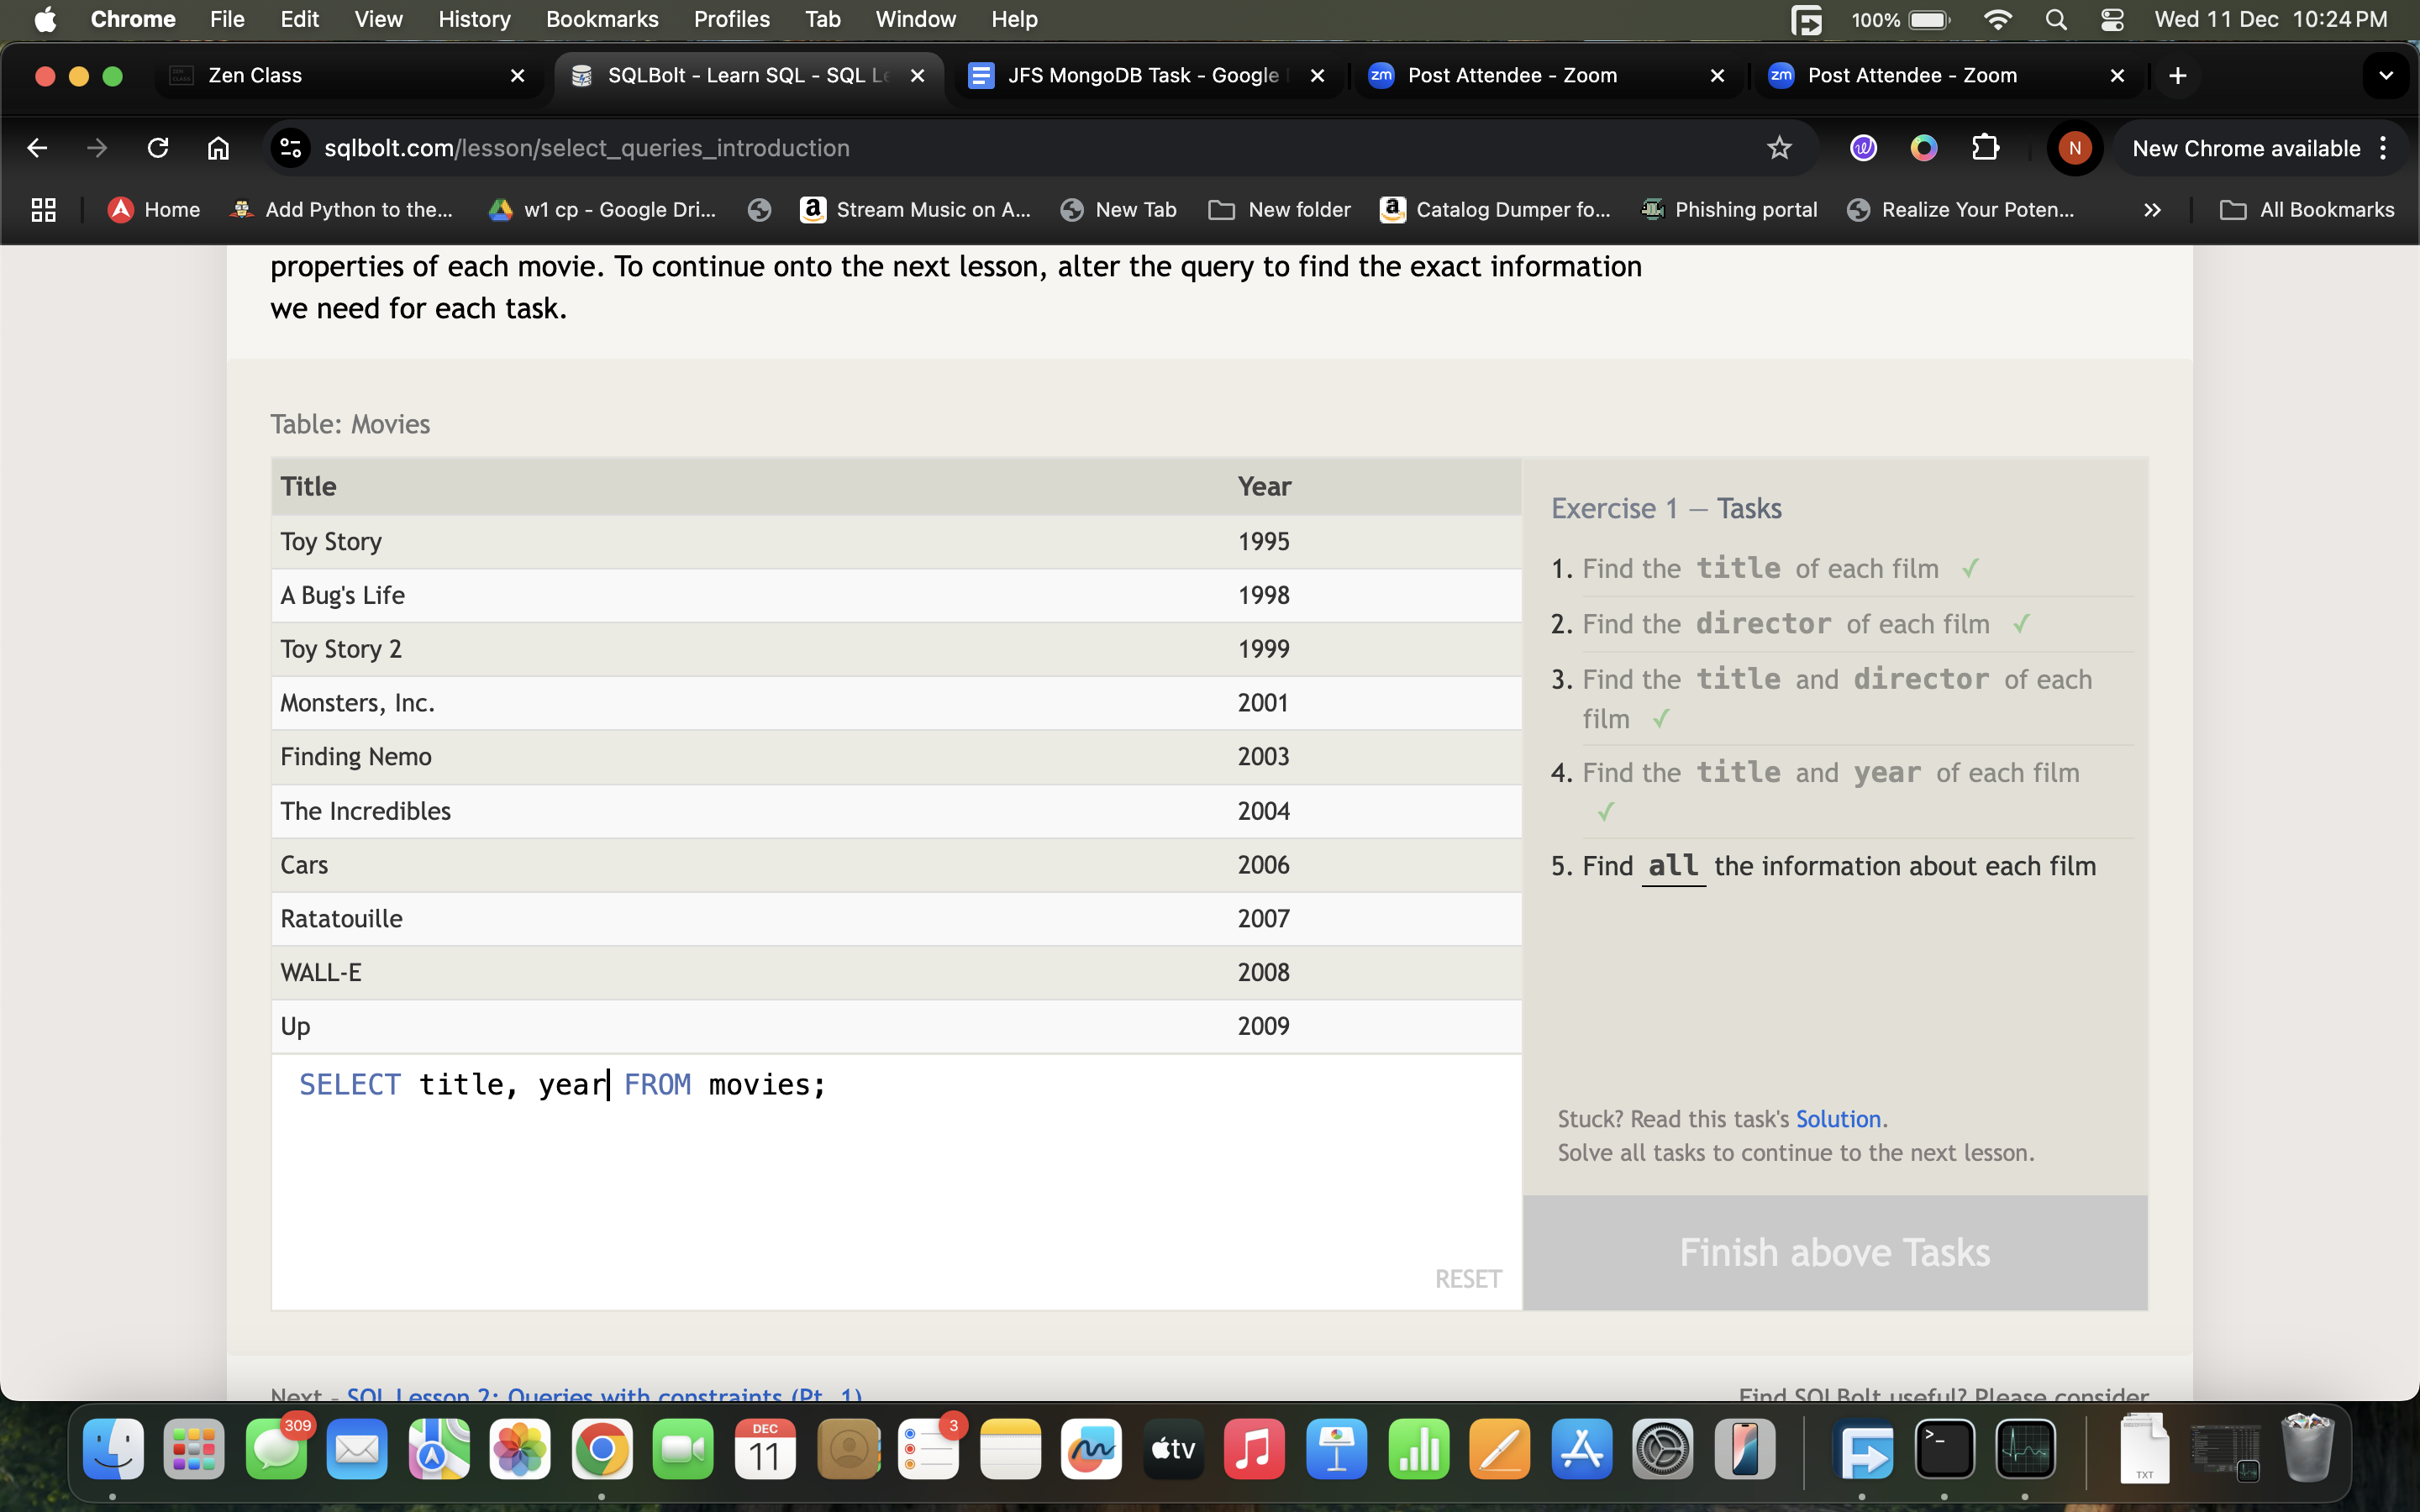 Chrome File Edit View History Bookmarks Profiles Tab Window Help 100% Wed 11 Dec 10:24 PM
Zen Class SQLBolt - Learn SQL - SQL Le JFS MongoDB Task - Google Post Attendee - Zoom Post Attendee - Zoom
sqlbolt.com/lesson/select_queries_introduction N New Chrome available
Home Add Python to the... w1 cp - Google Dri... Stream Music on A... New Tab New folder Catalog Dumper fo... Phishing portal Realize Your Poten... All Bookmarks
properties of each movie. To continue onto the next lesson, alter the query to find the exact information
we need for each task.
Table: Movies
Title Year
Toy Story 1995
A Bug's Life 1998
Toy Story 2 1999
Monsters, Inc. 2001
Finding Nemo 2003
The Incredibles 2004
Cars 2006
Ratatouille 2007
WALL-E 2008
Up 2009
SELECT title, year FROM movies;
RESET
Exercise 1 — Tasks
1. Find the title of each film ✓
2. Find the director of each film ✓
3. Find the title and director of each
film ✓
4. Find the title and year of each film
✓
5. Find all the information about each film
Stuck? Read this task's Solution.
Solve all tasks to continue to the next lesson.
Finish above Tasks
Next - SQL Lesson 2: Queries with constraints (Pt. 1)
Find SQLBolt useful? Please consider
309 DEC 11 3 tv TXT